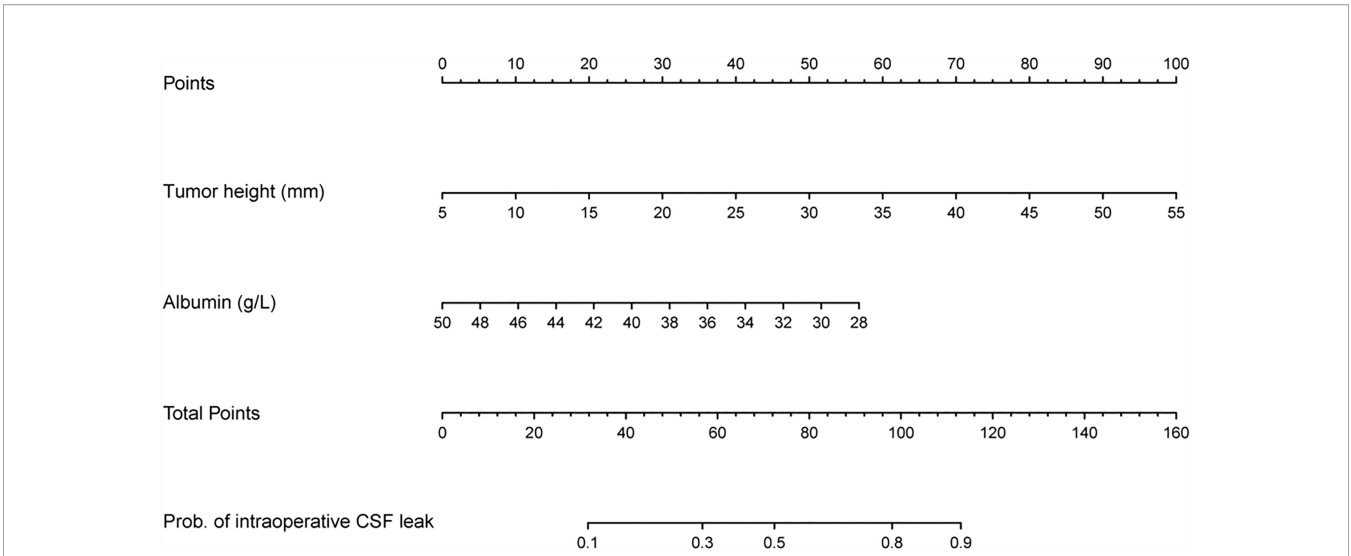 0 10 20 30 40 50 60 70 80 90 100
Points
Tumor height (mm)
5 10 15 20 25 30 35 40 45 50 55
Albumin (g/L)
50 48 46 44 42 40 38 36 34 32 30 28
Total Points
0 20 40 60 80 100 120 140 160
Prob. of intraoperative CSF leak
0.1 0.3 0.5 0.8 0.9